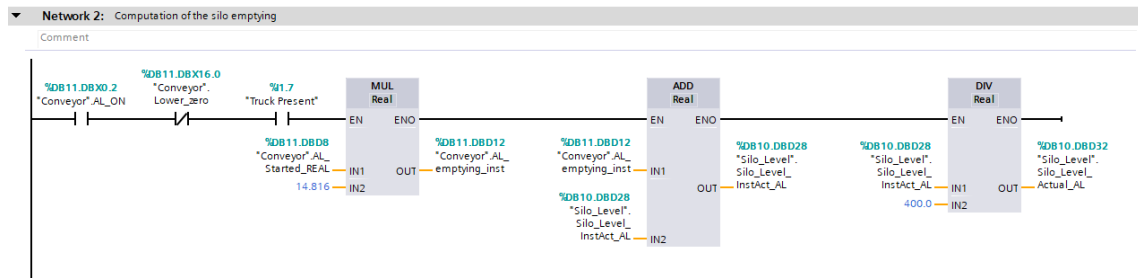 Network 2: Computation of the silo emptying
Comment
%DB11.DBX0.2
"Conveyor".AL_ON
%DB11.DBX16.0
"Conveyor".
Lower_zero
%I1.7
"Truck Present"
MUL
Real
EN ENO
%DB11.DBD8
"Conveyor".AL_
Started_REAL
IN1
14.816
IN2
OUT
%DB11.DBD12
"Conveyor".AL_
emptying_inst
ADD
Real
EN ENO
%DB11.DBD12
"Conveyor".AL_
emptying_inst
IN1
%DB10.DBD28
"Silo_Level".
Silo_Level_
InstAct_AL
IN2
OUT
%DB10.DBD28
"Silo_Level".
Silo_Level_
InstAct_AL
DIV
Real
EN ENO
%DB10.DBD28
"Silo_Level".
Silo_Level_
InstAct_AL
IN1
400.0
IN2
OUT
%DB10.DBD32
"Silo_Level".
Silo_Level_
Actual_AL